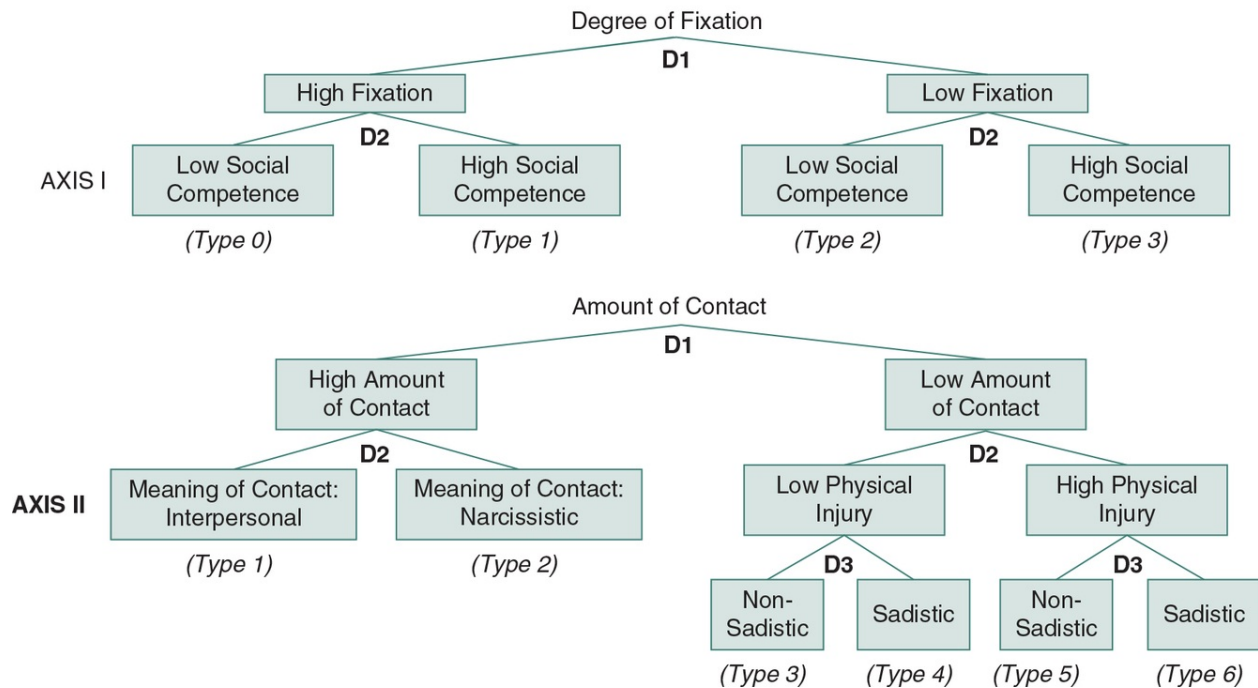 Degree of Fixation
D1
High Fixation
Low Fixation
D2
D2
AXIS I
Low Social
Competence
High Social
Competence
Low Social
Competence
High Social
Competence
(Type 0)
(Type 1)
(Type 2)
(Type 3)
Amount of Contact
D1
High Amount
of Contact
Low Amount
of Contact
D2
D2
AXIS II
Meaning of Contact:
Interpersonal
Meaning of Contact:
Narcissistic
Low Physical
Injury
High Physical
Injury
(Type 1)
(Type 2)
D3
D3
Non-
Sadistic
Sadistic
Non-
Sadistic
Sadistic
(Type 3)
(Type 4)
(Type 5)
(Type 6)